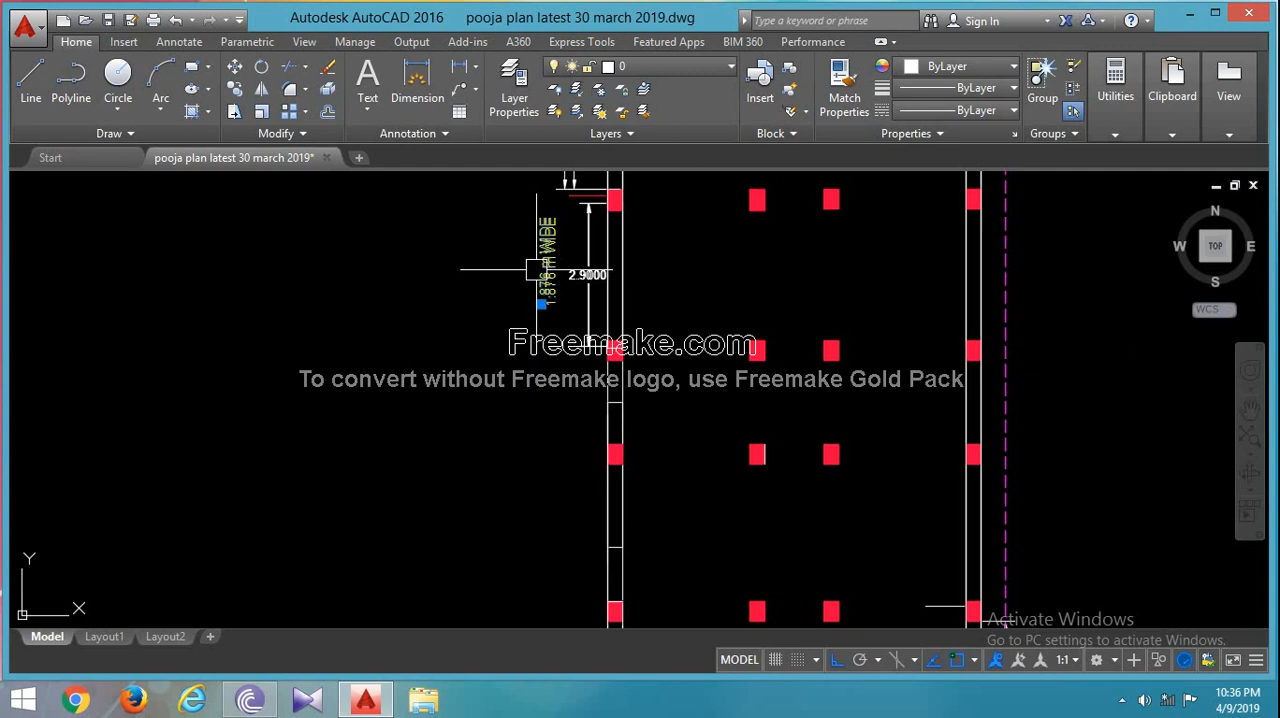 Autodesk AutoCAD 2016 pooja plan latest 30 march 2019.dwg
Type a keyword or phrase
Sign In
Home Insert Annotate Parametric View Manage Output Add-ins A360 Express Tools Featured Apps BIM 360 Performance
0
ByLayer
ByLayer
ByLayer
Line Polyline Circle Arc
Text Dimension
Layer Properties
Insert
Match Properties
Group
Utilities
Clipboard
View
Draw Modify Annotation Layers Block Properties Groups
Start
pooja plan latest 30 march 2019*
N
W TOP E
S
WCS
1.876 m WIDE
2.9000
Freemake.com
To convert without Freemake logo, use Freemake Gold Pack
Y
X
Activate Windows
Go to PC settings to activate Windows.
Model Layout1 Layout2
MODEL
1:1
10:36 PM
4/9/2019